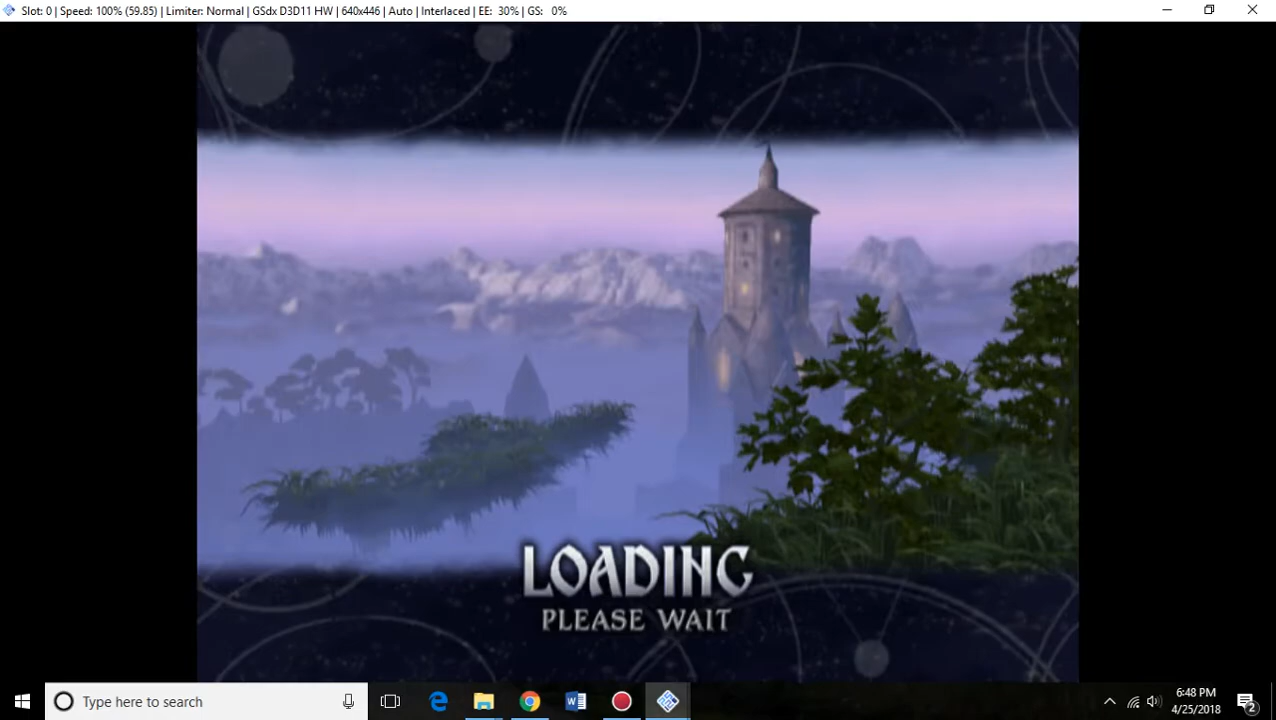 Slot: 0 | Speed: 100% (59.85) | Limiter: Normal | GSdx D3D11 HW | 640x446 | Auto | Interlaced | EE: 30% | GS: 0%
LOADING
PLEASE WAIT
Type here to search
6:48 PM
4/25/2018
2